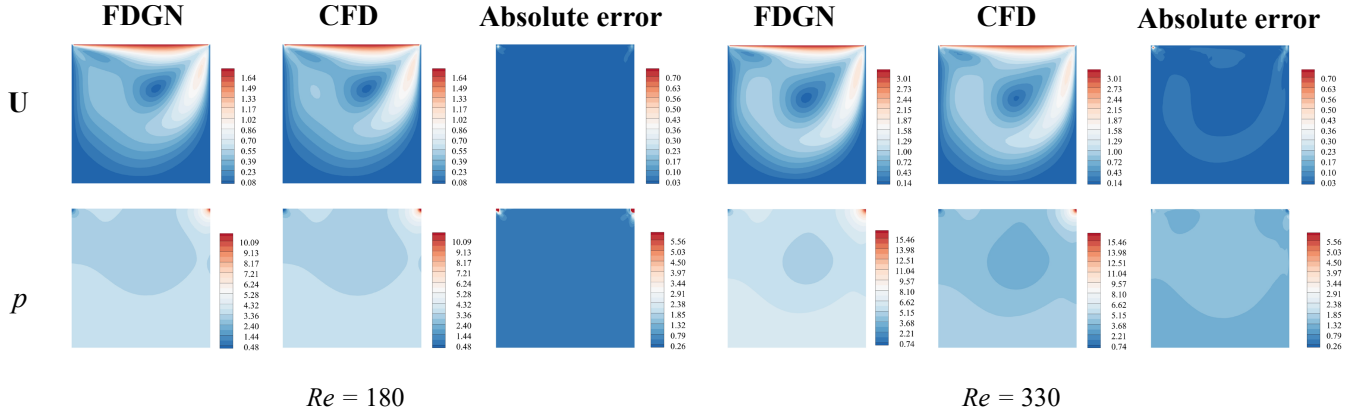 FDGN CFD Absolute error FDGN CFD Absolute error
U
1.64 1.64 0.70 3.01 3.01 0.70
1.49 1.49 0.63 2.73 2.73 0.63
1.33 1.33 0.56 2.44 2.44 0.56
1.17 1.17 0.50 2.15 2.15 0.50
1.02 1.02 0.43 1.87 1.87 0.43
0.86 0.86 0.36 1.58 1.58 0.36
0.70 0.70 0.30 1.29 1.29 0.30
0.55 0.55 0.23 1.00 1.00 0.23
0.39 0.39 0.17 0.72 0.72 0.17
0.23 0.23 0.10 0.43 0.43 0.10
0.08 0.08 0.03 0.14 0.14 0.03
p
10.09 10.09 5.56 15.46 15.46 5.56
9.13 9.13 5.03 13.98 13.98 5.03
8.17 8.17 4.50 12.51 12.51 4.50
7.21 7.21 3.97 11.04 11.04 3.97
6.24 6.24 3.44 9.57 9.57 3.44
5.28 5.28 2.91 8.10 8.10 2.91
4.32 4.32 2.38 6.62 6.62 2.38
3.36 3.36 1.85 5.15 5.15 1.85
2.40 2.40 1.32 3.68 3.68 1.32
1.44 1.44 0.79 2.21 2.21 0.79
0.48 0.48 0.26 0.74 0.74 0.26
Re = 180 Re = 330